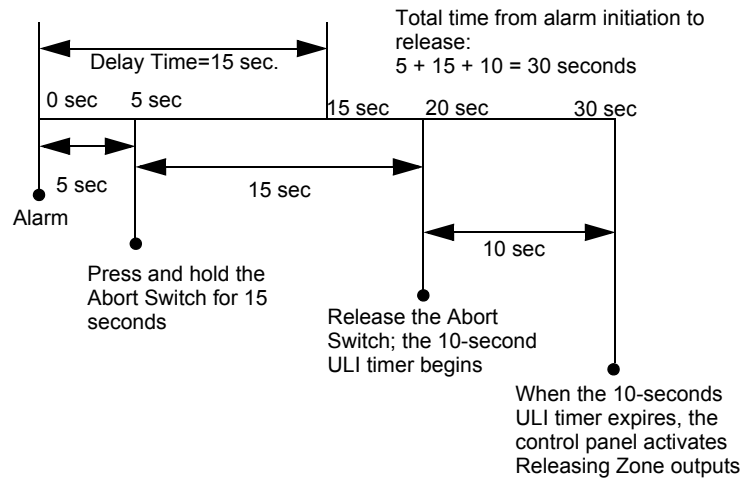 Total time from alarm initiation to
release:
5 + 15 + 10 = 30 seconds
Delay Time=15 sec.
0 sec
5 sec
15 sec
20 sec
30 sec
5 sec
15 sec
Alarm
10 sec
Press and hold the
Abort Switch for 15
seconds
Release the Abort
Switch; the 10-second
ULI timer begins
When the 10-seconds
ULI timer expires, the
control panel activates
Releasing Zone outputs